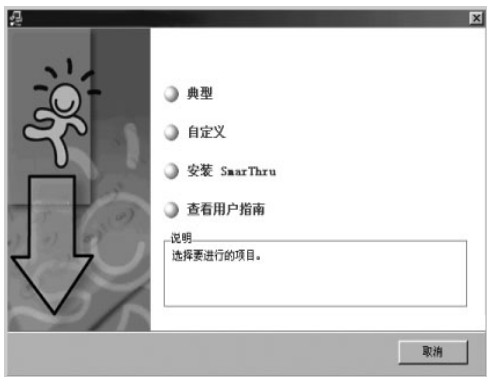 典型
自定义
安装 SmarThru
查看用户指南
说明
选择要进行的项目。
取消